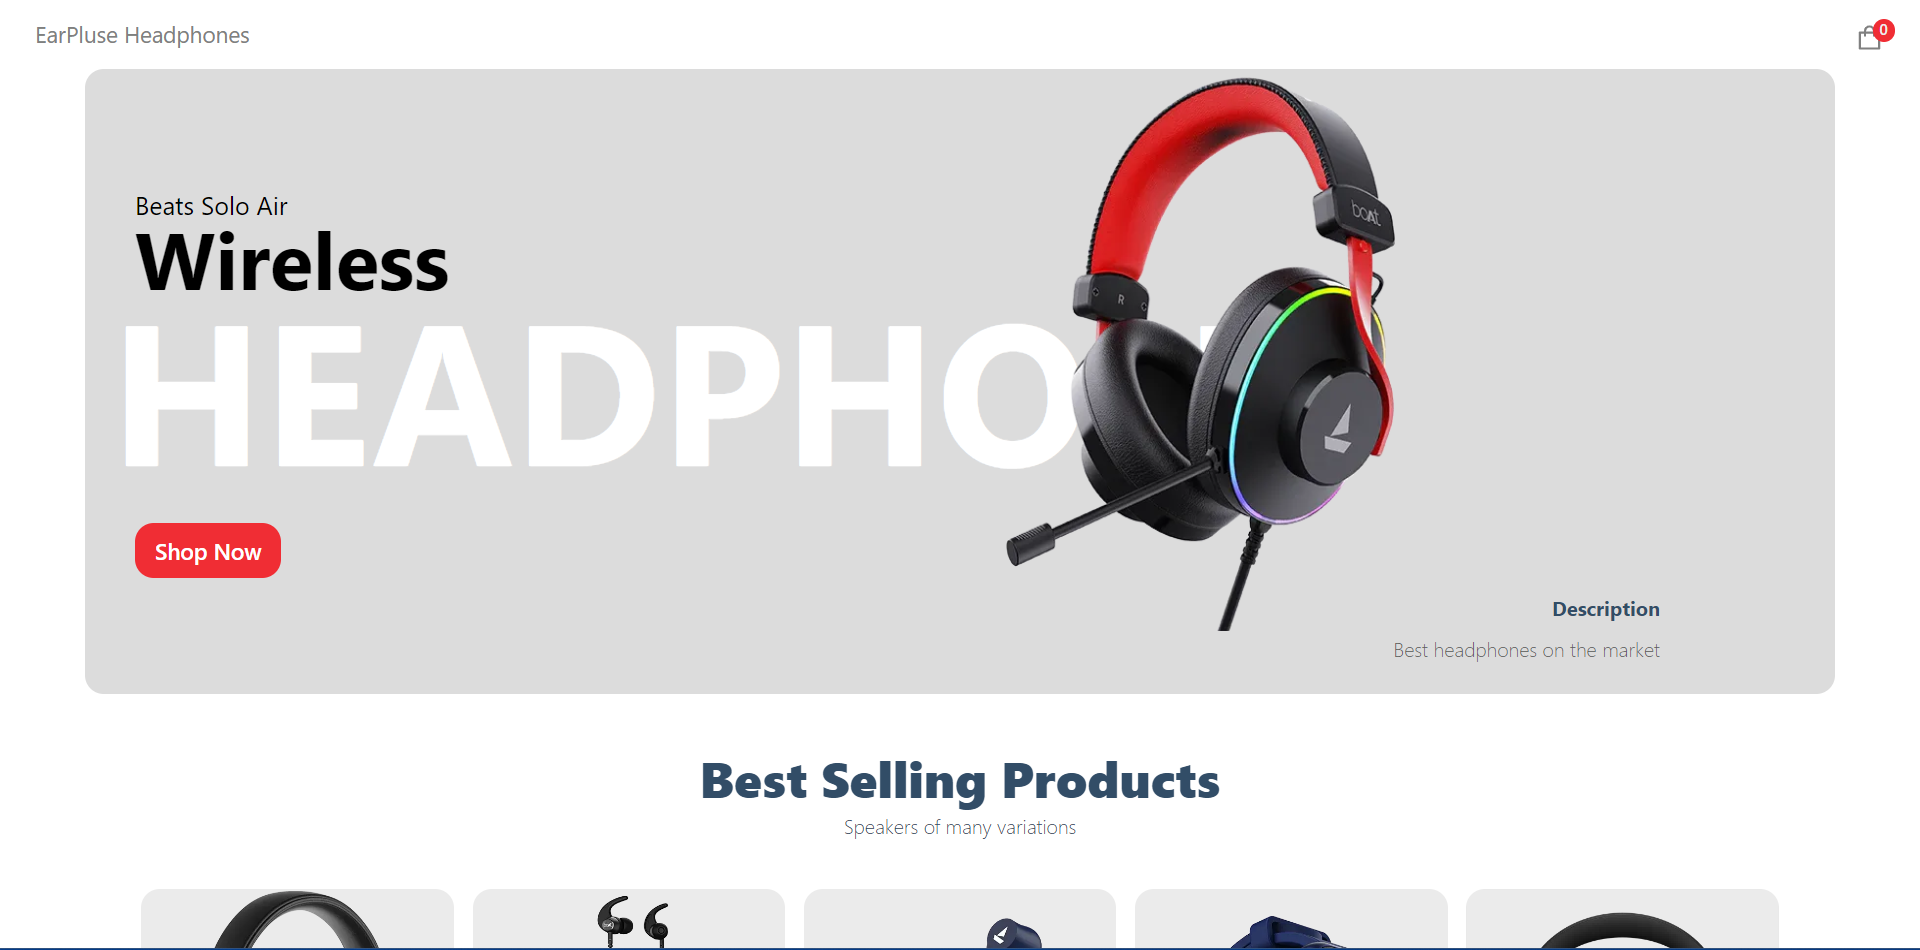 EarPluse Headphones
0
Beats Solo Air
Wireless
HEADPHO
boAt
R
Shop Now
Description
Best headphones on the market
Best Selling Products
Speakers of many variations